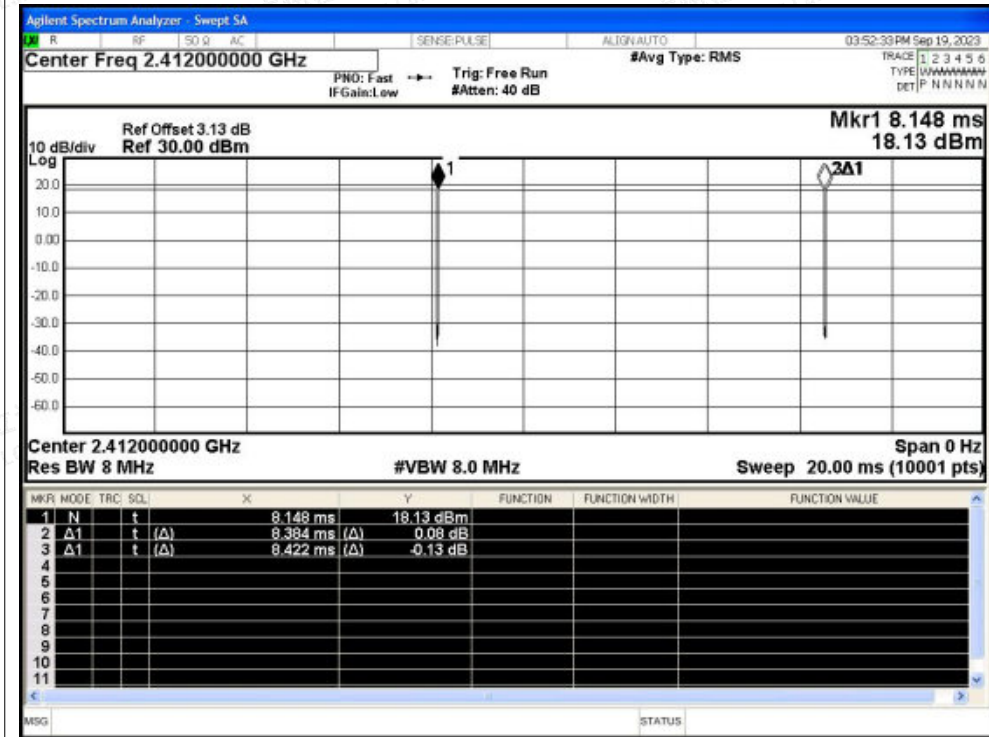 Agilent Spectrum Analyzer - Swept SA
R RF 50 Ω AC SENSE:PULSE ALIGN AUTO 03:52:33 PM Sep 19, 2023
Center Freq 2.412000000 GHz #Avg Type: RMS TRACE 1 2 3 4 5 6
PNO: Fast Trig: Free Run TYPE
IFGain:Low #Atten: 40 dB DET P N N N N N
Mkr1 8.148 ms
Ref Offset 3.13 dB
10 dB/div Ref 30.00 dBm 18.13 dBm
Log
1
2Δ1
20.0
10.0
0.00
-10.0
-20.0
-30.0
-40.0
-50.0
-60.0
Center 2.412000000 GHz Span 0 Hz
Res BW 8 MHz #VBW 8.0 MHz Sweep 20.00 ms (10001 pts)
MKR MODE TRC SCL X Y FUNCTION FUNCTION WIDTH FUNCTION VALUE
1 N t 8.148 ms 18.13 dBm
2 Δ1 t (Δ) 8.384 ms (Δ) 0.08 dB
3 Δ1 t (Δ) 8.422 ms (Δ) -0.13 dB
4
5
6
7
8
9
10
11
MSG STATUS